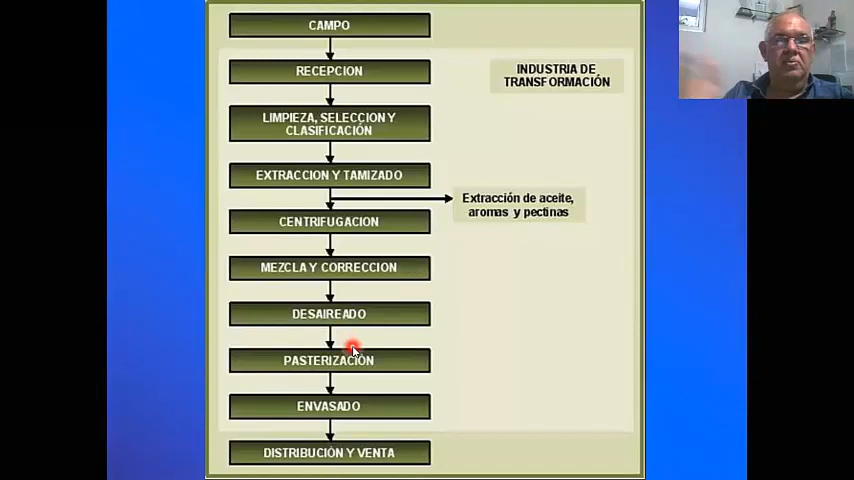 CAMPO
RECEPCION
INDUSTRIA DE
TRANSFORMACIÓN
LIMPIEZA, SELECCION Y
CLASIFICACIÓN
EXTRACCION Y TAMIZADO
Extracción de aceite,
aromas y pectinas
CENTRIFUGACION
MEZCLA Y CORRECCION
DESAIREADO
PASTERIZACIÓN
ENVASADO
DISTRIBUCIÓN Y VENTA